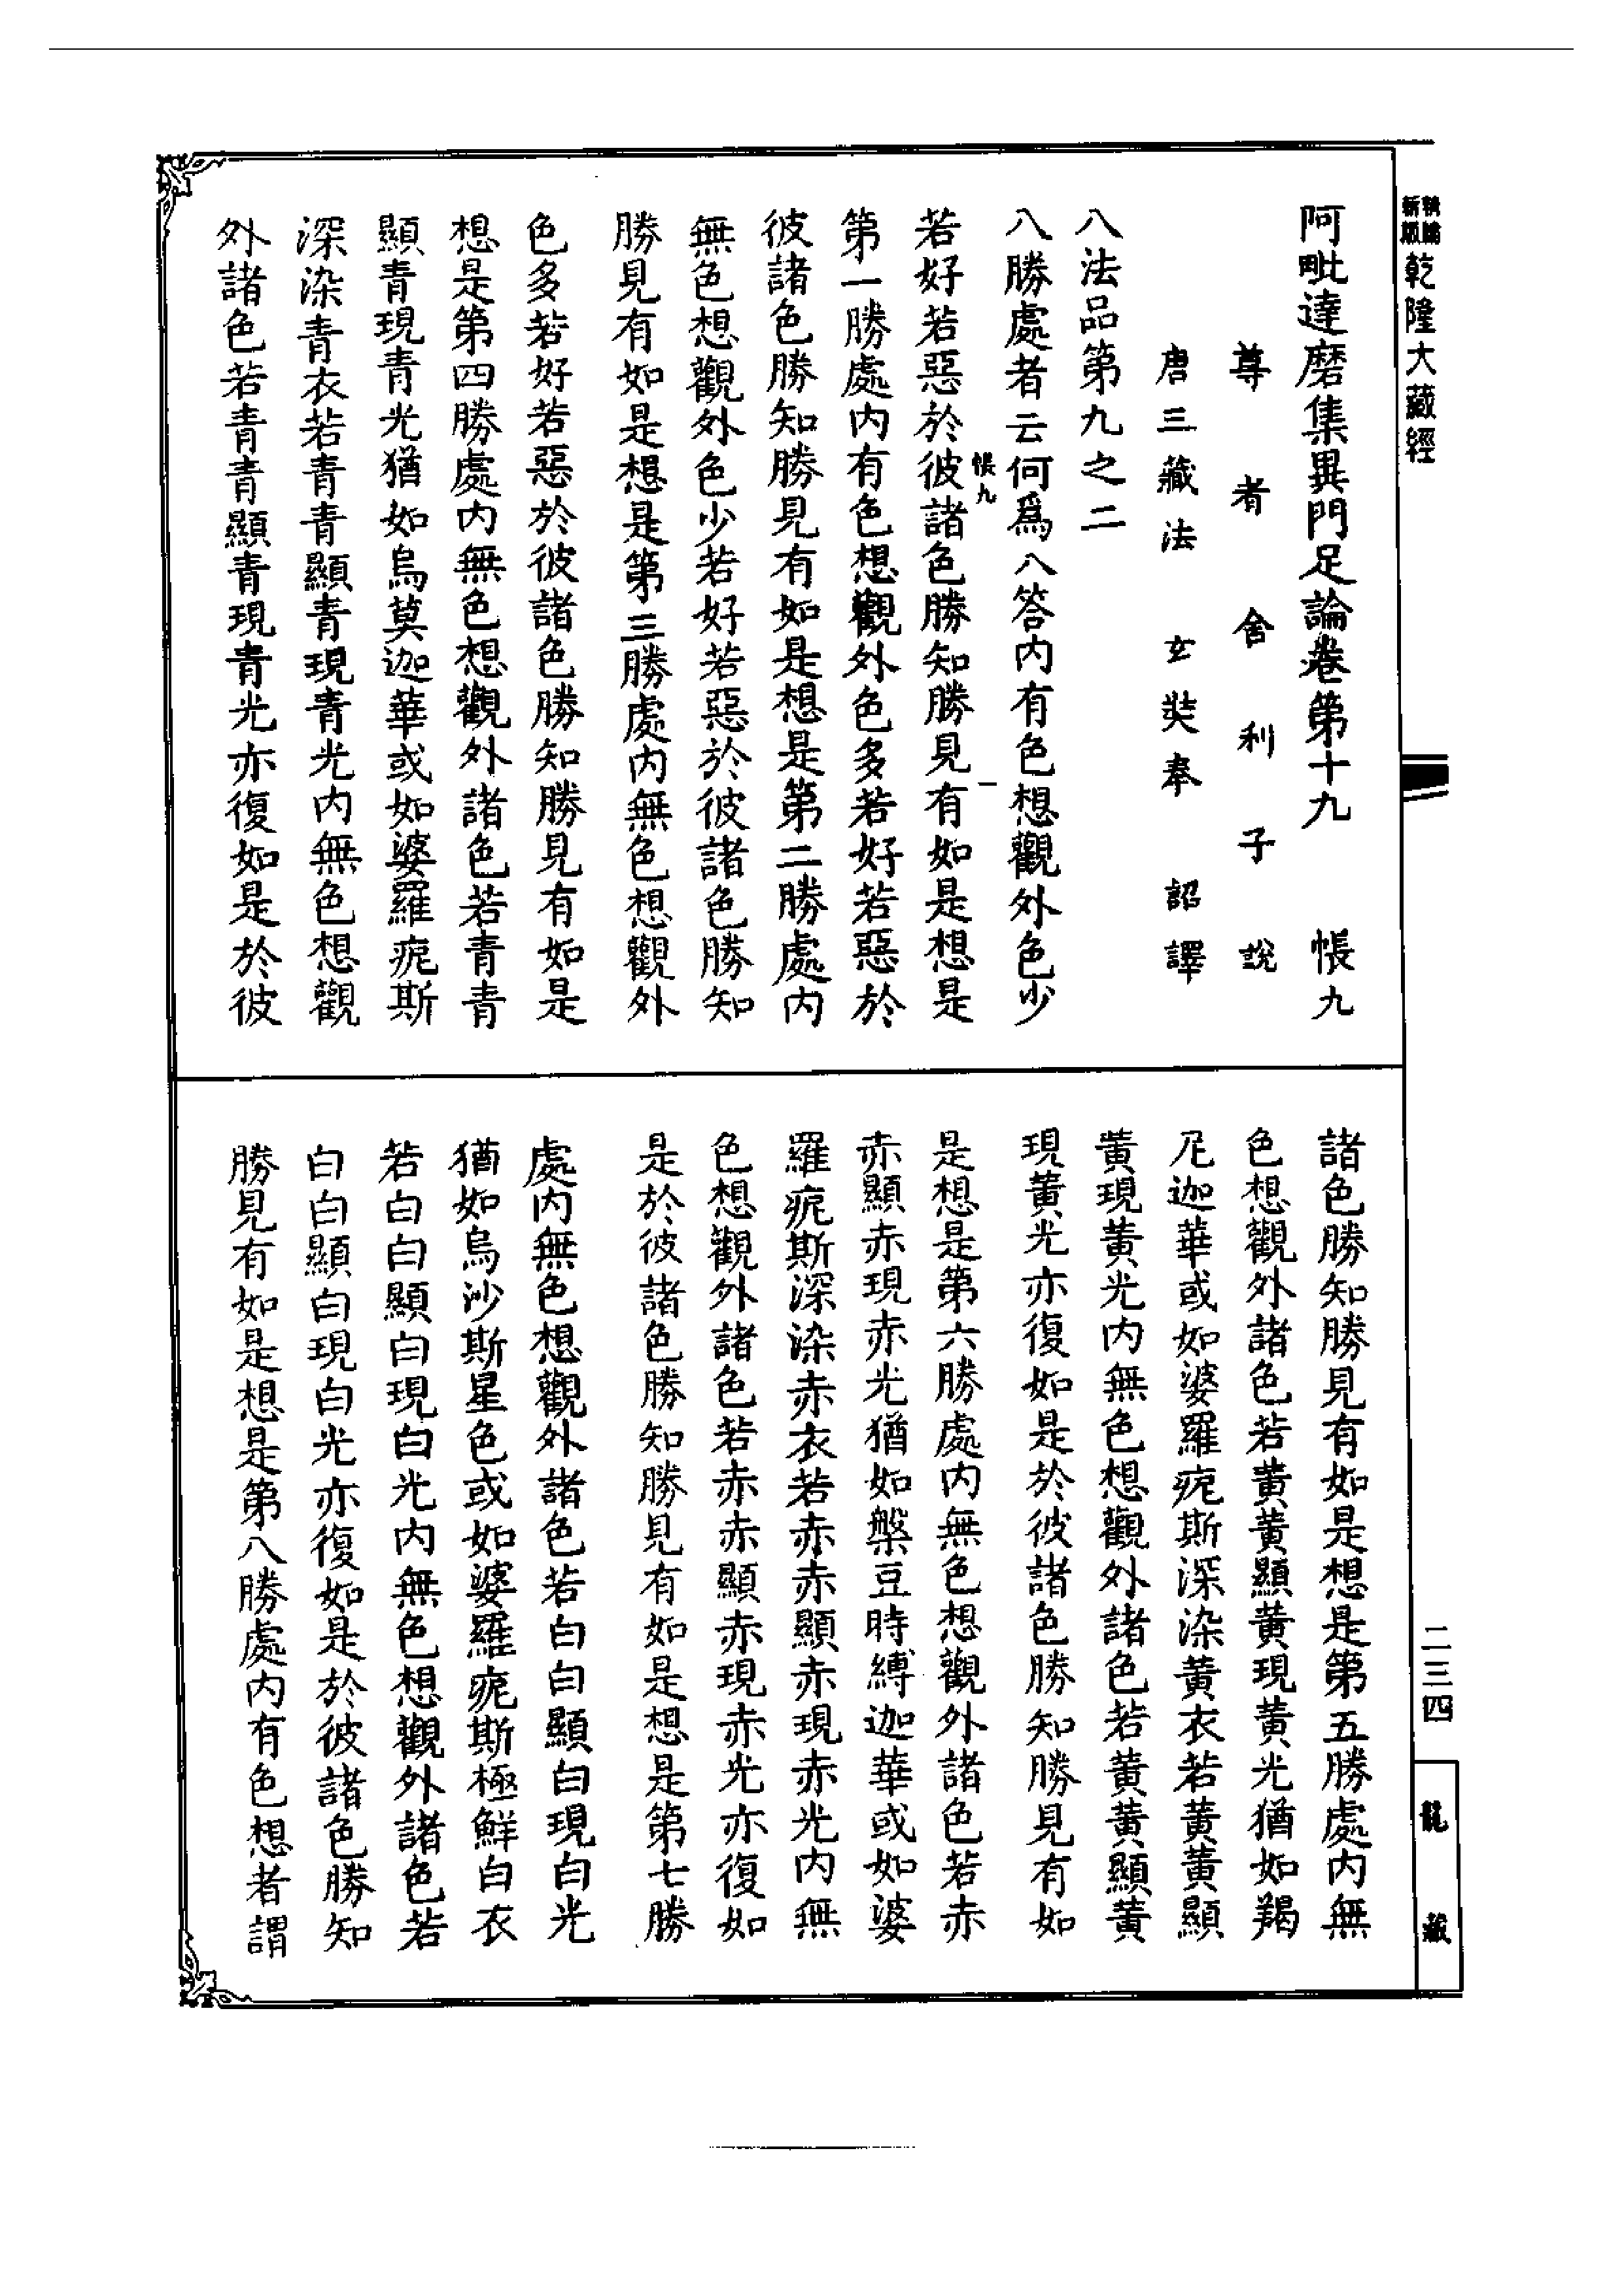 新版
乾隆大藏經
阿毗達磨集異門足論卷第十九 悵九
尊者舍利子說
唐三藏法 玄奘奉 詔譯
八法品第九之二
八勝處者云何爲八答内有色想觀外色少
悵九 一
若好若惡於彼諸色勝知勝見有如是想是
第一勝處内有色想觀外色多若好若惡於
彼諸色勝知勝見有如是想是第二勝處内
無色想觀外色少若好若惡於彼諸色勝知
勝見有如是想是第三勝處内無色想觀外
色多若好若惡於彼諸色勝知勝見有如是
想是第四勝處内無色想觀外諸色若青青
顯青現青光猶如烏莫迦華或如婆羅痆斯
深染青衣若青青顯青現青光内無色想觀
外諸色若青青顯青現青光亦復如是於彼
諸色勝知勝見有如是想是第五勝處内無
色想觀外諸色若黃黃顯黃現黃光猶如羯
尼迦華或如婆羅痆斯深染黃衣若黃黃顯
黃現黃光内無色想觀外諸色若黃黃顯黃
現黃光亦復如是於彼諸色勝知勝見有如
是想是第六勝處内無色想觀外諸色若赤
赤顯赤現赤光猶如槃豆時縛迦華或如婆
羅痆斯深染赤衣若赤赤顯赤現赤光内無
色想觀外諸色若赤赤顯赤現赤光亦復如
是於彼諸色勝知勝見有如是想是第七勝
處内無色想觀外諸色若白白顯白現白光
猶如烏沙斯星色或如婆羅痆斯極鮮白衣
若白白顯白現白光内無色想觀外諸色若
白白顯白現白光亦復如是於彼諸色勝知
勝見有如是想是第八勝處内有色想者謂
二三四
龍藏